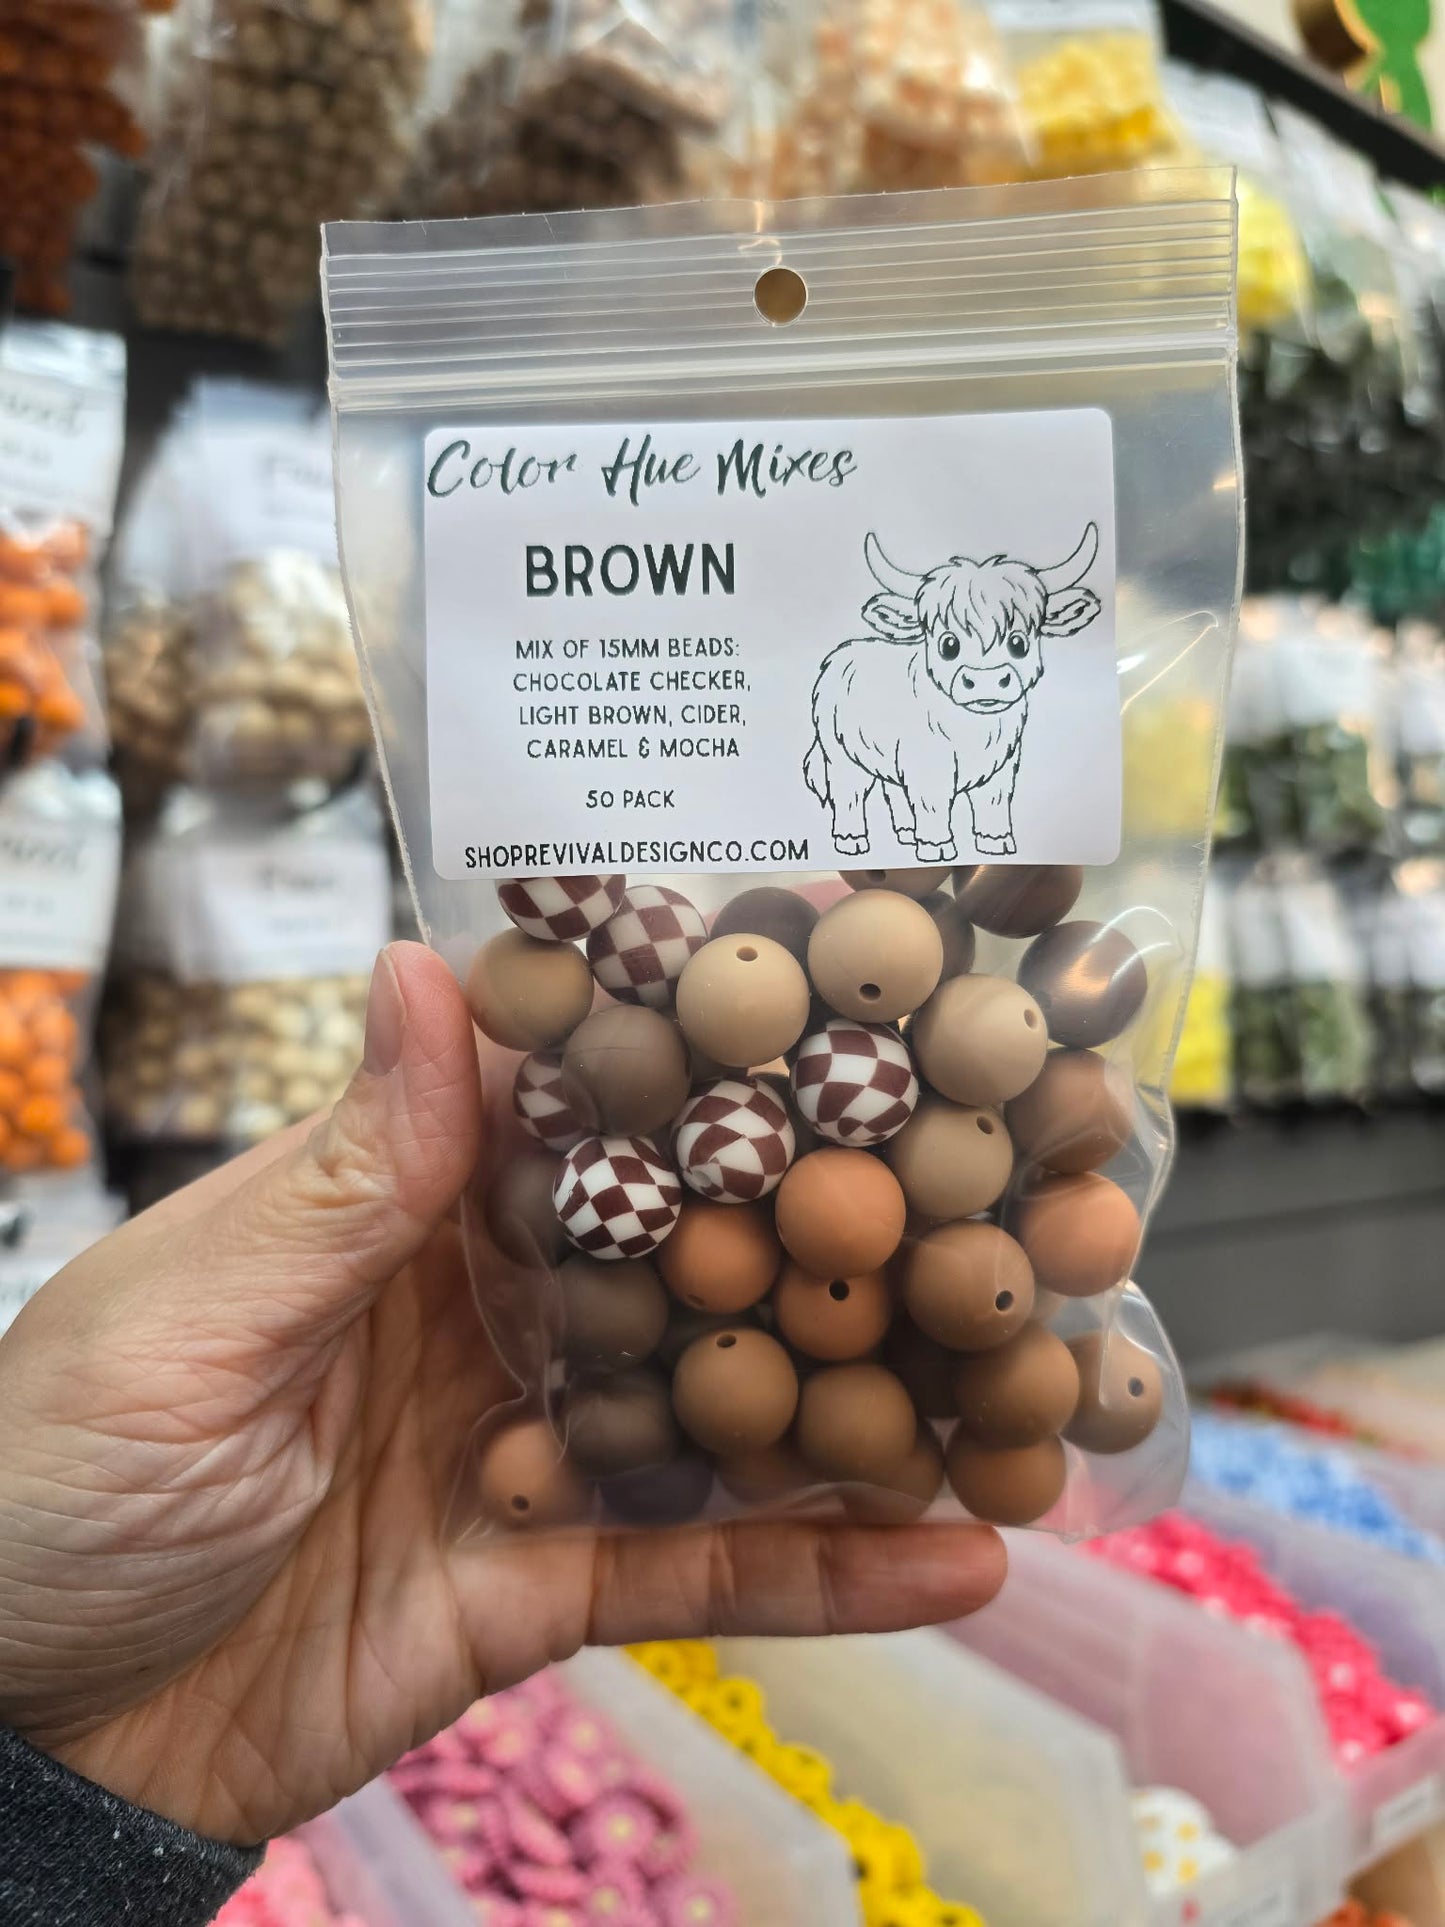 Color Hue Mixes
BROWN
MIX OF 15MM BEADS:
CHOCOLATE CHECKER,
LIGHT BROWN, CIDER,
CARAMEL & MOCHA
50 PACK
SHOPREVIVALDESIGNCO.COM